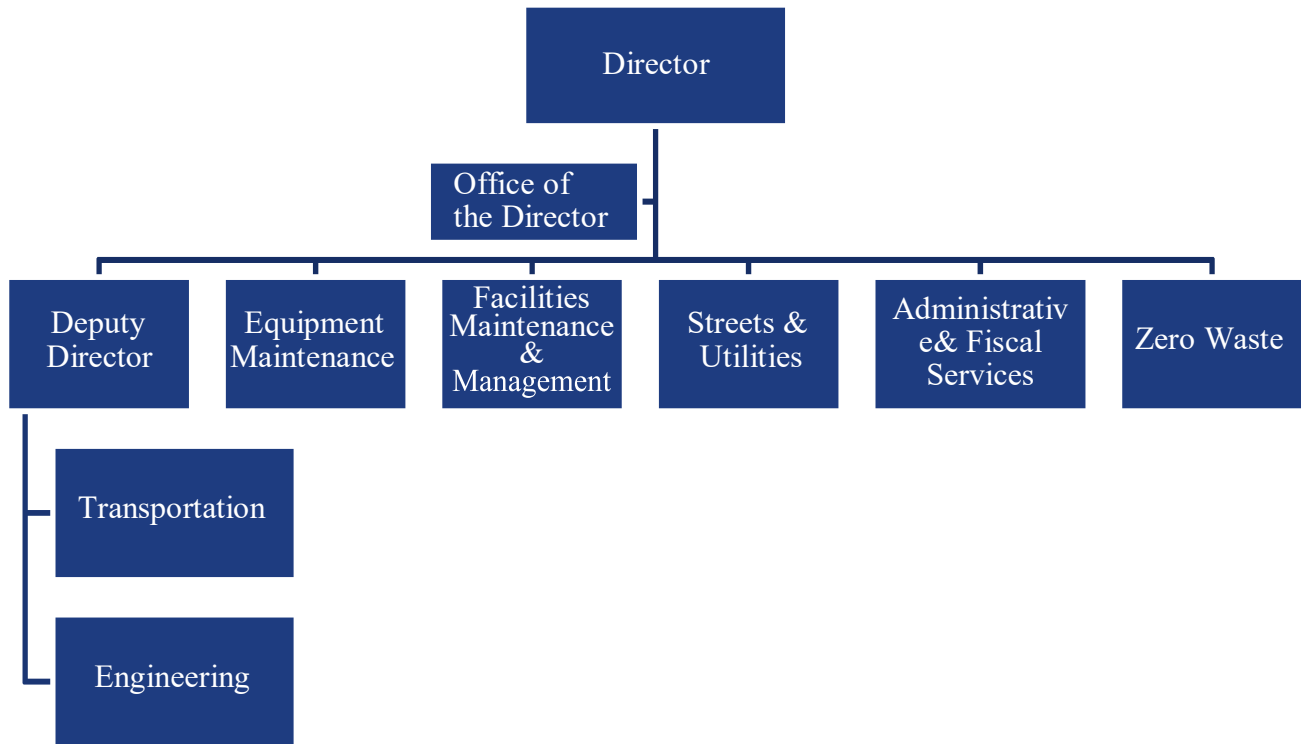 Director
Office of
the Director
Deputy
Director
Equipment
Maintenance
Facilities
Maintenance
&
Management
Streets &
Utilities
Administrativ
e& Fiscal
Services
Zero Waste
Transportation
Engineering